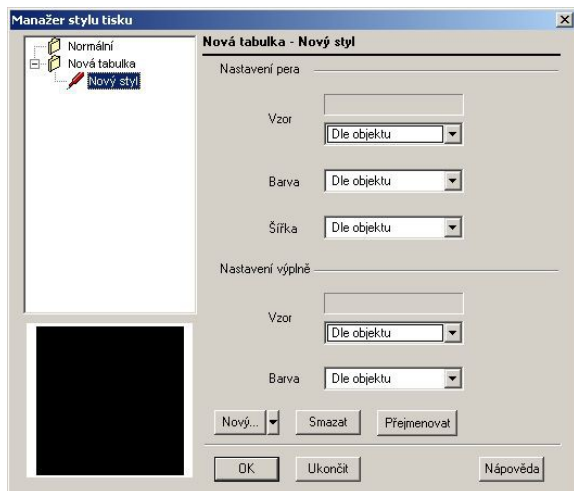 Manažer stylu tisku
Normální
Nová tabulka
Nový styl
Nová tabulka - Nový styl
Nastavení pera
Vzor
Dle objektu
Barva
Dle objektu
Šířka
Dle objektu
Nastavení výplně
Vzor
Dle objektu
Barva
Dle objektu
Nový...
Smazat
Přejmenovat
OK
Ukončit
Nápověda